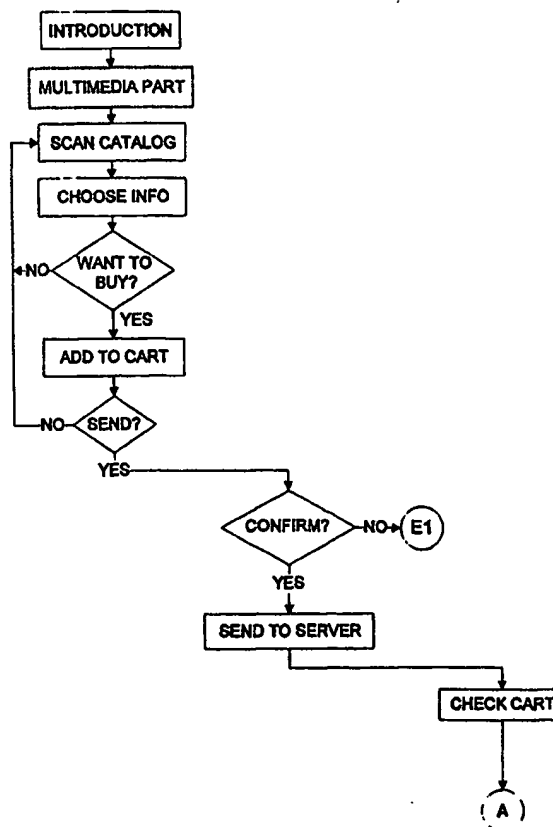 INTRODUCTION
MULTIMEDIA PART
SCAN CATALOG
CHOOSE INFO
WANT TO
BUY?
NO
YES
ADD TO CART
SEND?
NO
YES
CONFIRM?
NO
E1
YES
SEND TO SERVER
CHECK CART
A